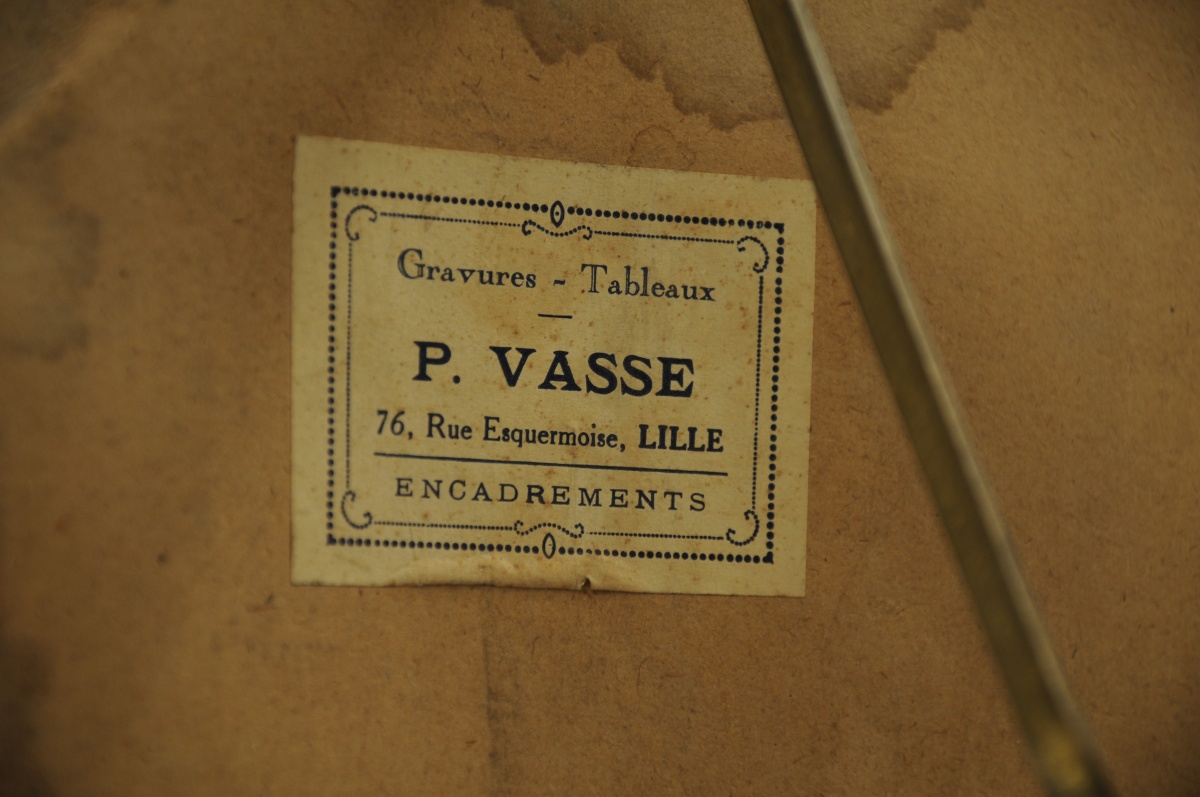 Gravures - Tableaux
P. VASSE
76, Rue Esquermoise, LILLE
ENCADREMENTS